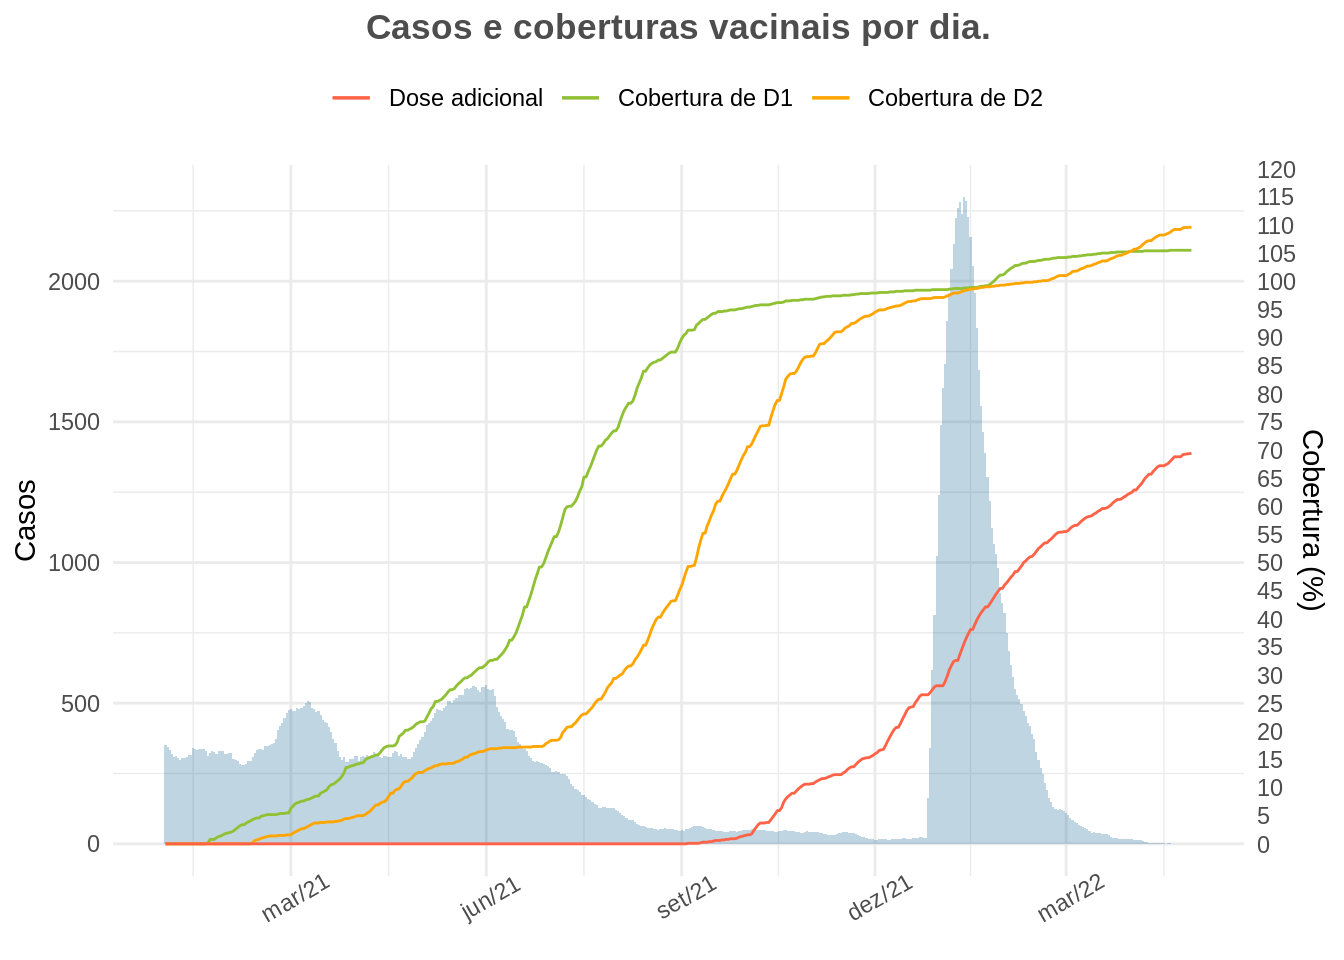 Casos e coberturas vacinais por dia.
Dose adicional
Cobertura de D1
Cobertura de D2
Casos
2000
1500
1000
500
0
120
115
110
105
100
95
90
85
80
75
70
65
60
55
50
45
40
35
30
25
20
15
10
5
0
Cobertura (%)
mar/21
jun/21
set/21
dez/21
mar/22